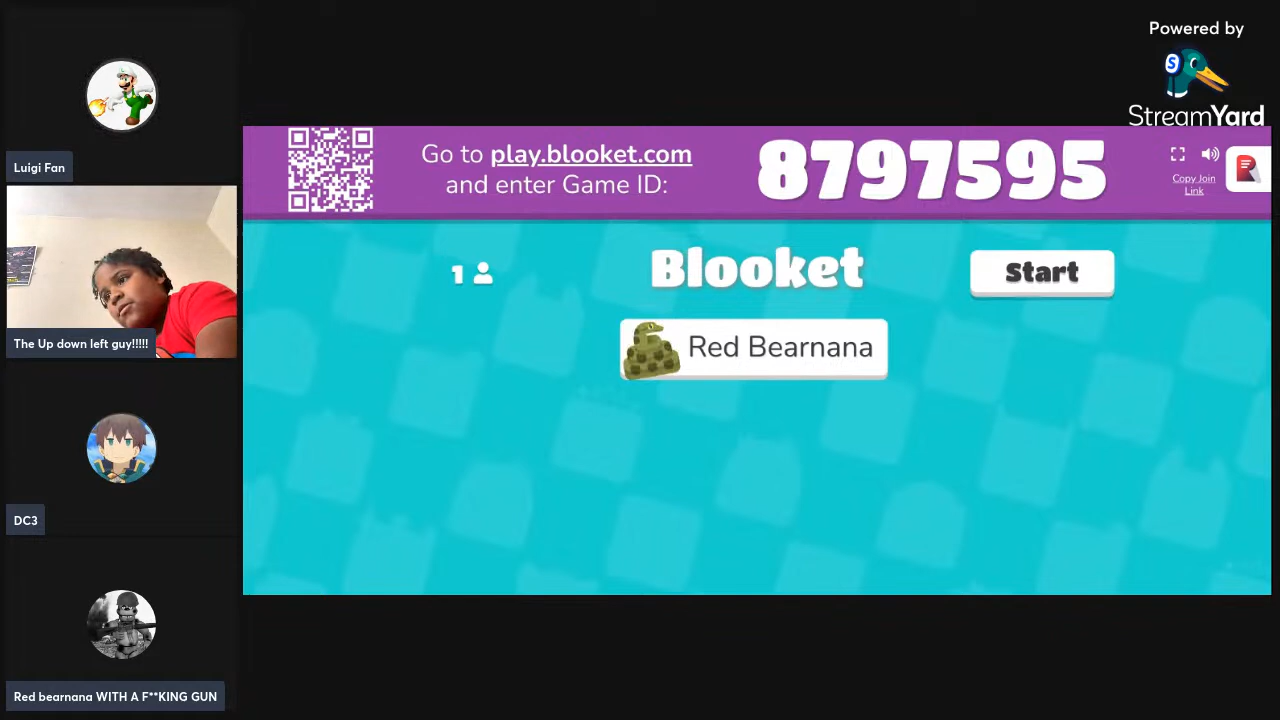 Powered by
StreamYard
Luigi Fan
The Up down left guy!!!!!
DC3
Red bearnana WITH A F**KING GUN
Go to play.blooket.com
and enter Game ID:
8797595
Copy Join
Link
1
Blooket
Start
Red Bearnana